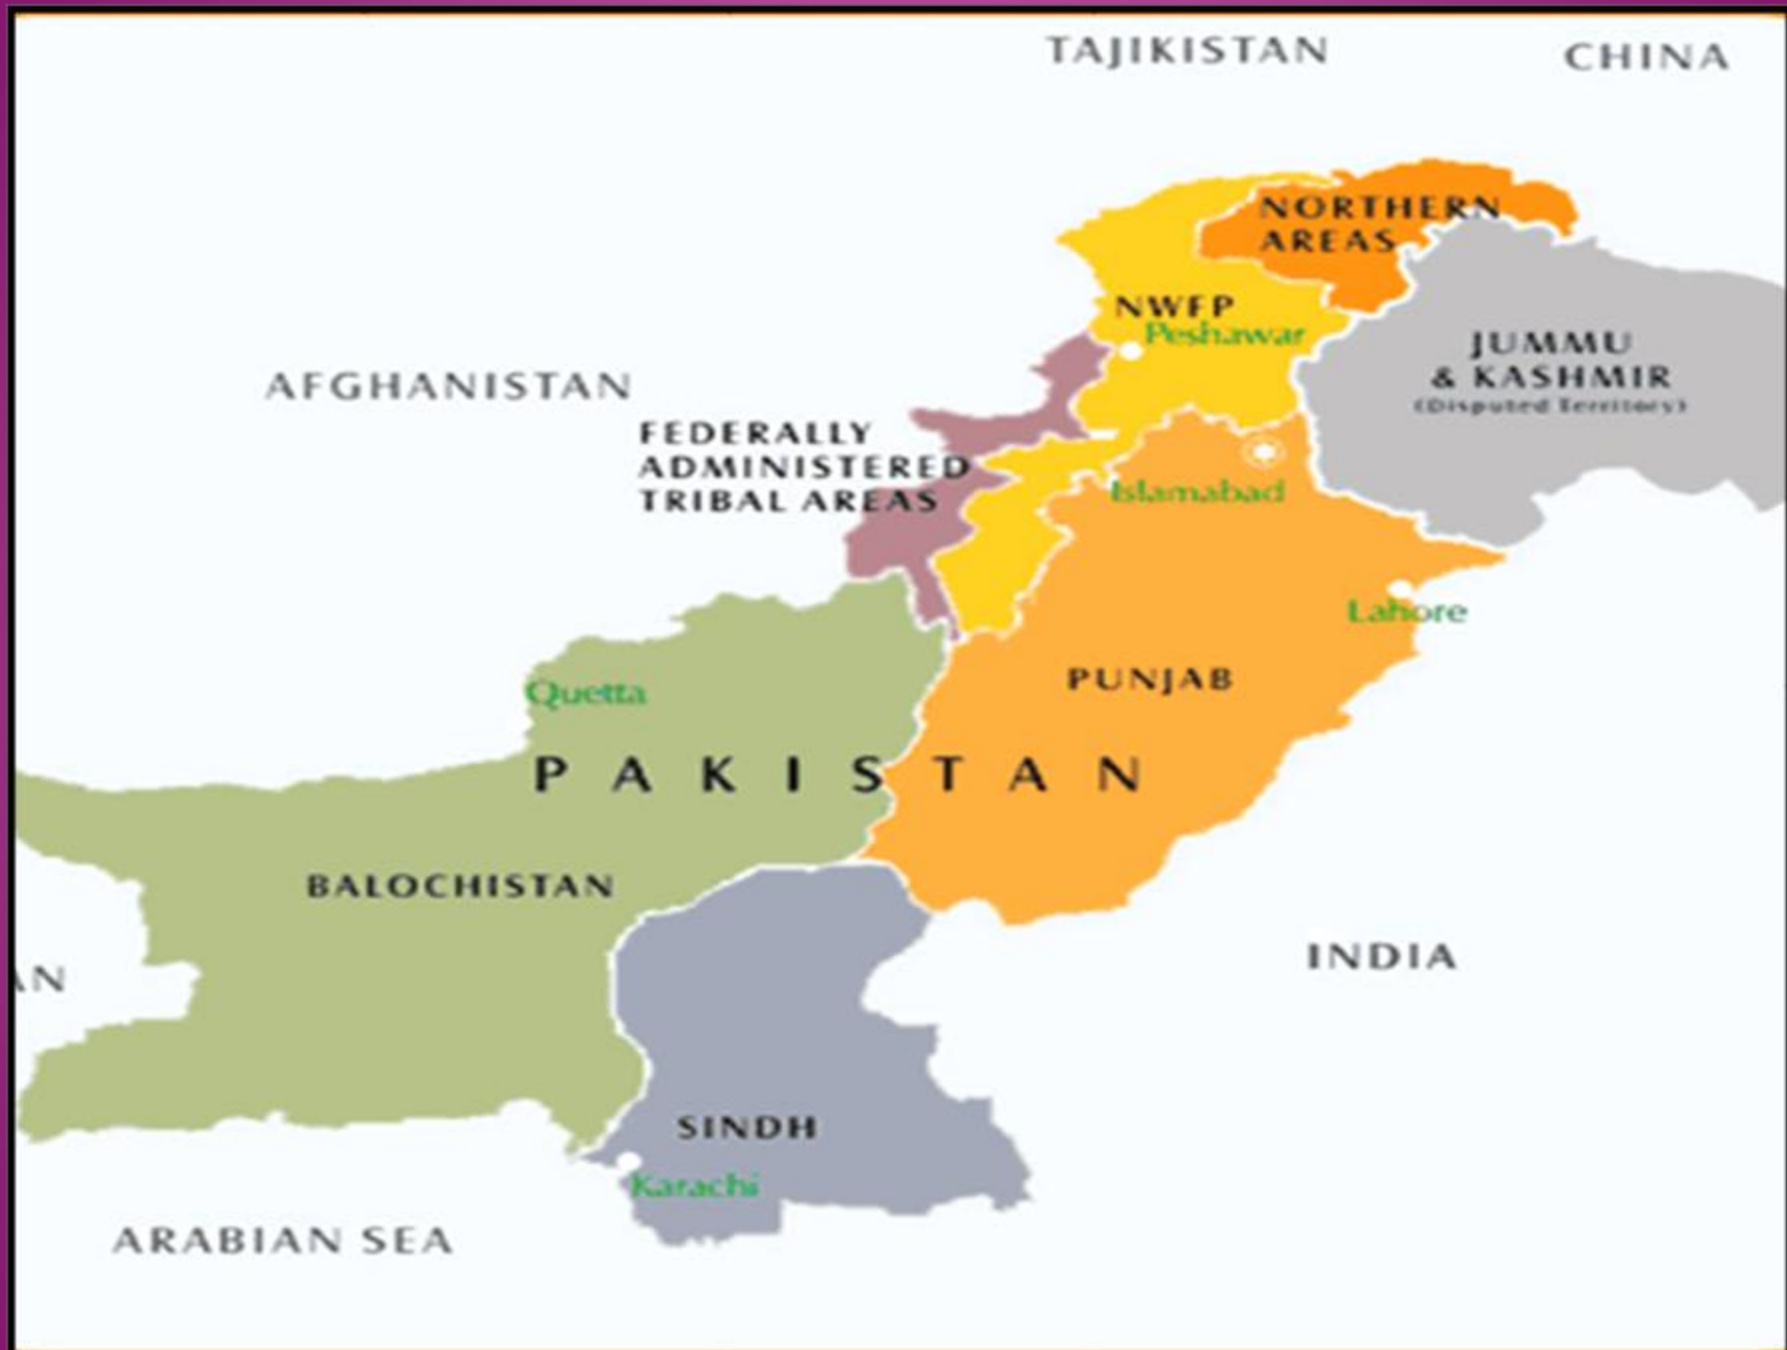 TAJIKISTAN
CHINA
NORTHERN
AREAS
NWFP
Peshawar
JUMMU
& KASHMIR
(Disputed Territory)
AFGHANISTAN
FEDERALLY
ADMINISTERED
TRIBAL AREAS
Islamabad
Lahore
PUNJAB
Quetta
PAKISTAN
BALOCHISTAN
INDIA
AN
SINDH
Karachi
ARABIAN SEA